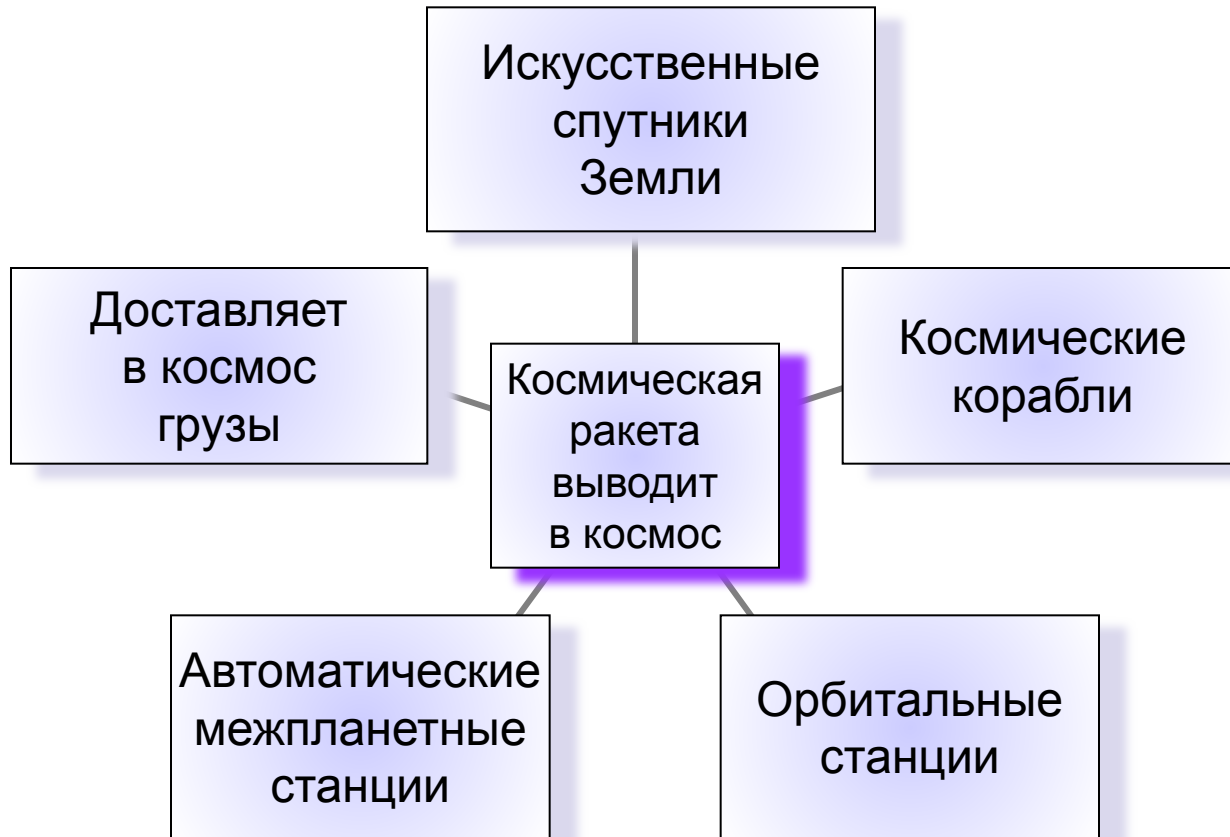 Искусственные
спутники
Земли
Доставляет
в космос
грузы
Космическая
ракета
выводит
в космос
Космические
корабли
Автоматические
межпланетные
станции
Орбитальные
станции